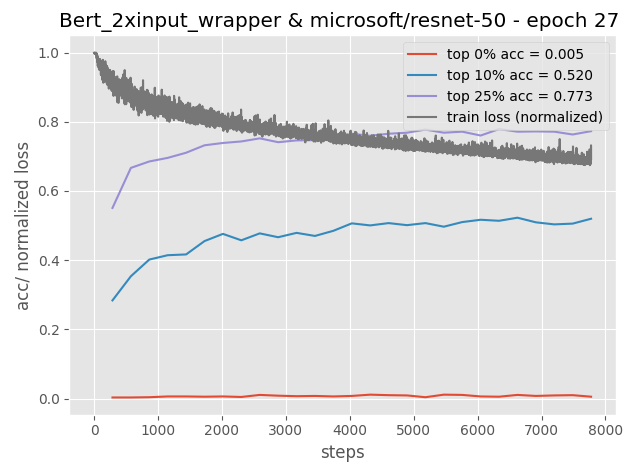 Bert_2xinput_wrapper & microsoft/resnet-50 - epoch 27
top 0% acc = 0.005
top 10% acc = 0.520
top 25% acc = 0.773
train loss (normalized)
acc/ normalized loss
1.0
0.8
0.6
0.4
0.2
0.0
0 1000 2000 3000 4000 5000 6000 7000 8000
steps